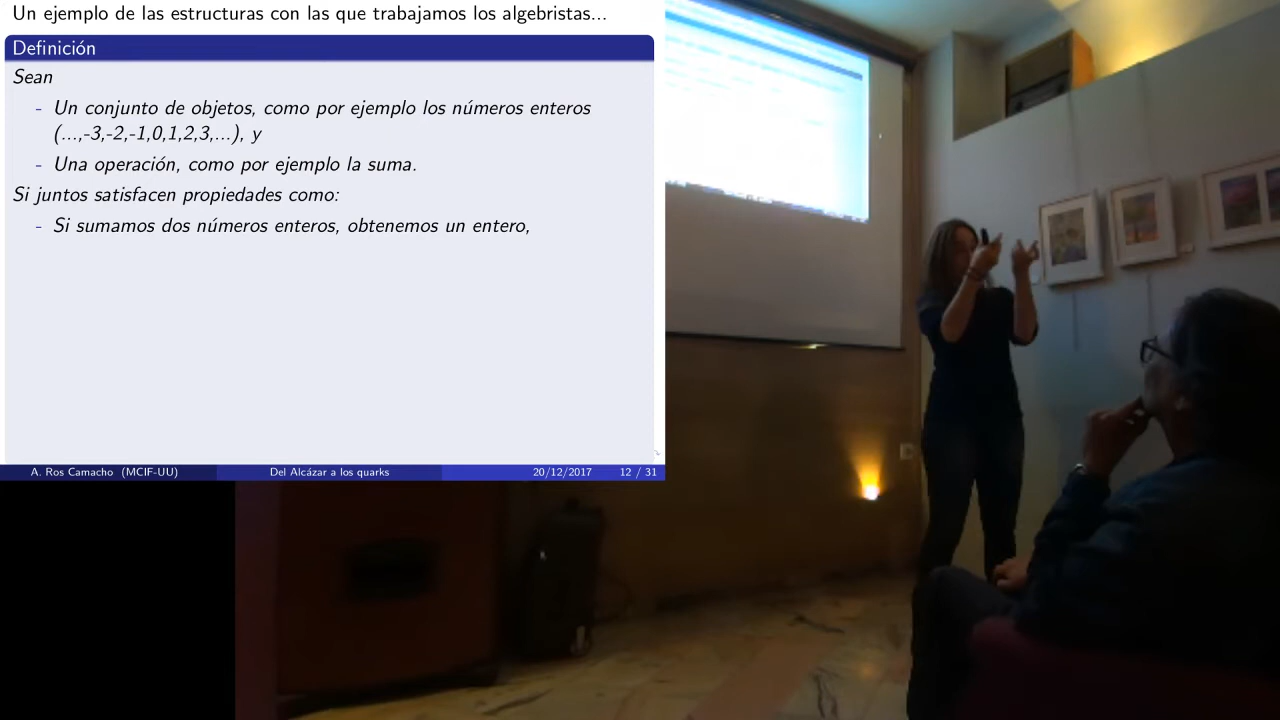 Un ejemplo de las estructuras con las que trabajamos los algebristas...
Definición
Sean
- Un conjunto de objetos, como por ejemplo los números enteros
(...,-3,-2,-1,0,1,2,3,...), y
- Una operación, como por ejemplo la suma.
Si juntos satisfacen propiedades como:
- Si sumamos dos números enteros, obtenemos un entero,
A. Ros Camacho (MCIF-UU) Del Alcázar a los quarks 20/12/2017 12 / 31